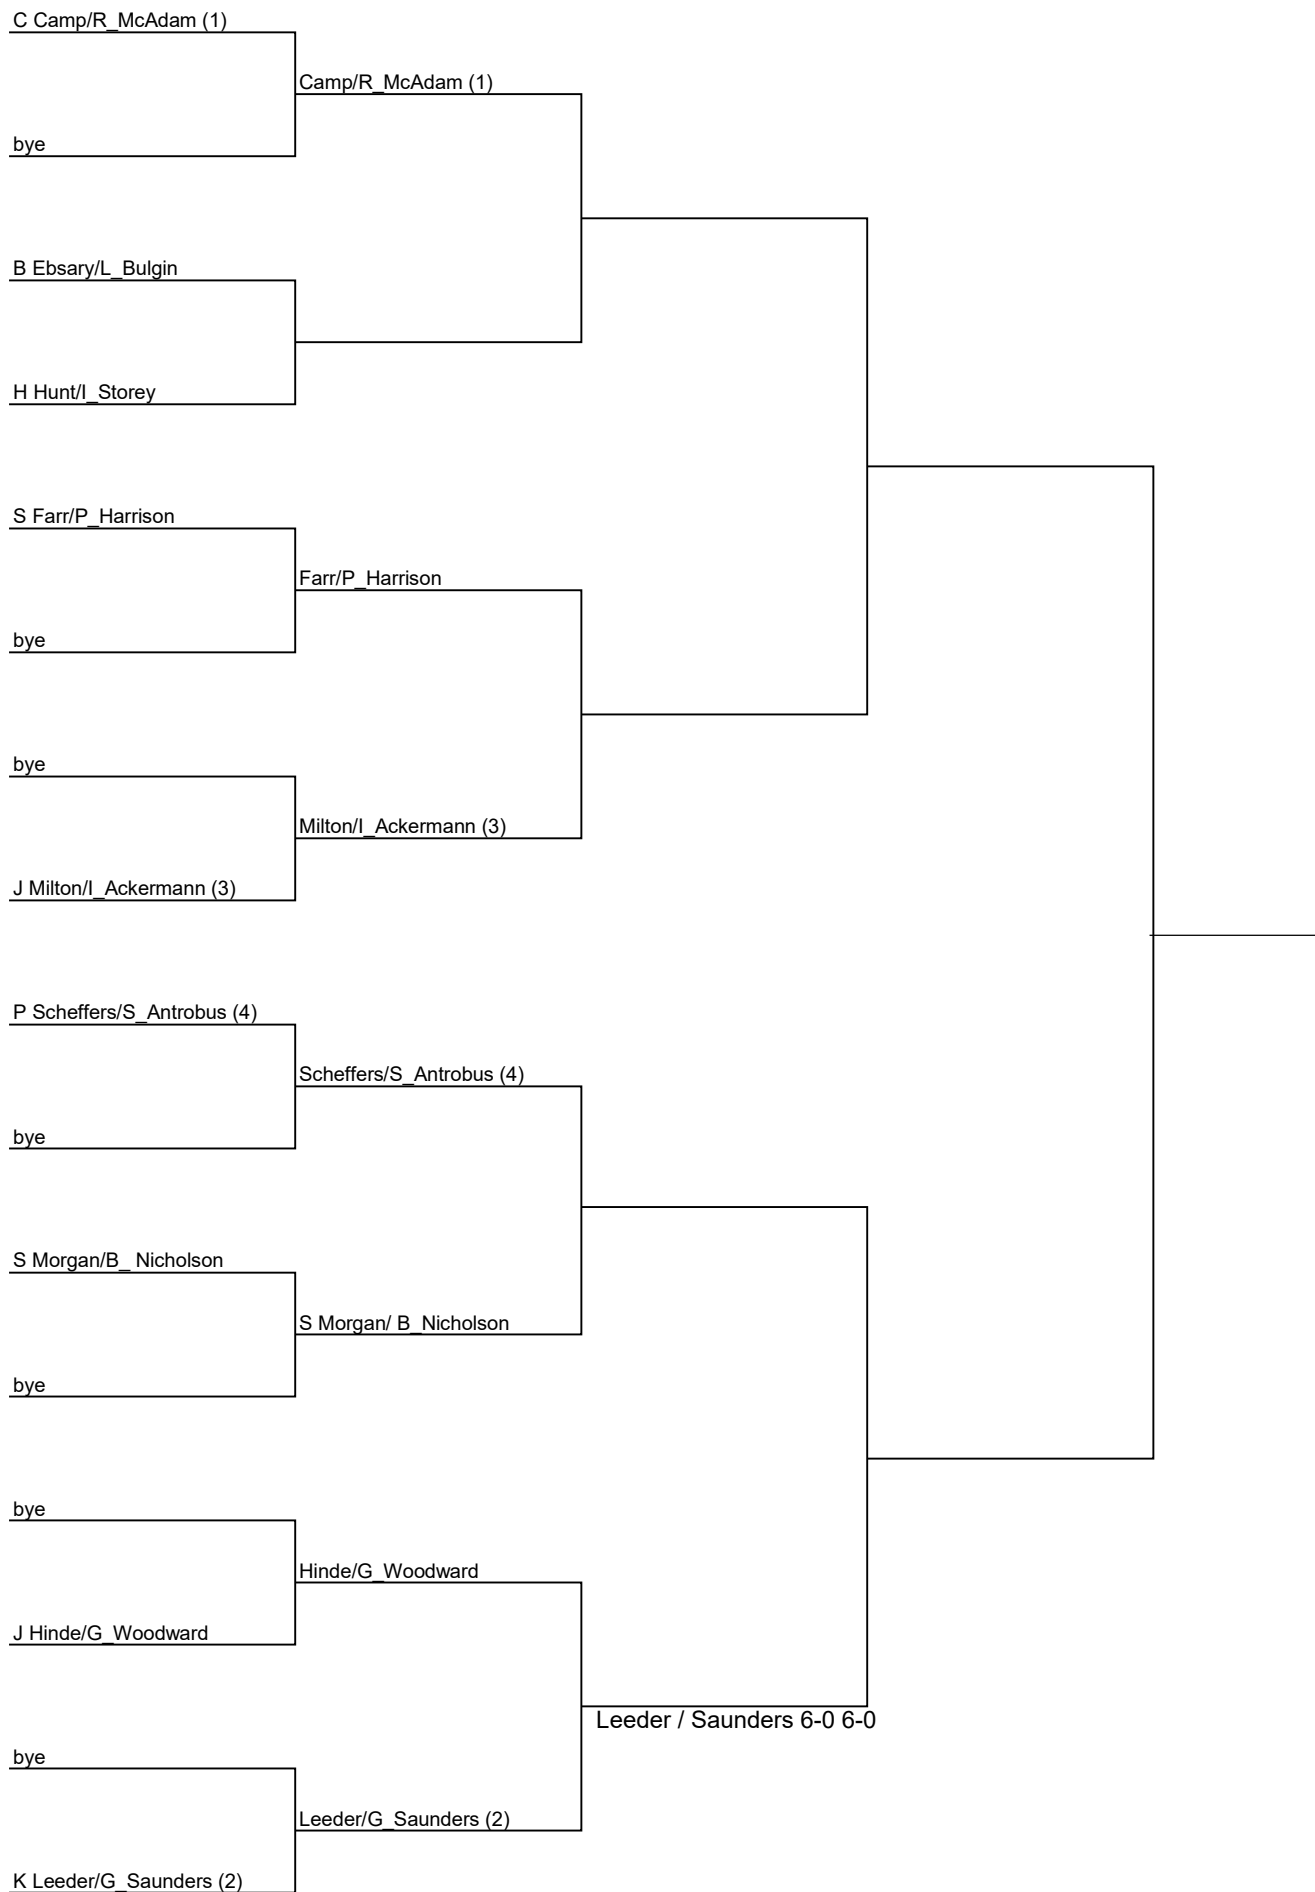 C Camp/R_McAdam (1)
Camp/R_McAdam (1)
bye
B Ebsary/L_Bulgin
H Hunt/I_Storey
S Farr/P_Harrison
Farr/P_Harrison
bye
bye
Milton/I_Ackermann (3)
J Milton/I_Ackermann (3)
P Scheffers/S_Antrobus (4)
Scheffers/S_Antrobus (4)
bye
S Morgan/B_ Nicholson
S Morgan/ B_Nicholson
bye
bye
Hinde/G_Woodward
J Hinde/G_Woodward
Leeder / Saunders 6-0 6-0
bye
Leeder/G_Saunders (2)
K Leeder/G_Saunders (2)